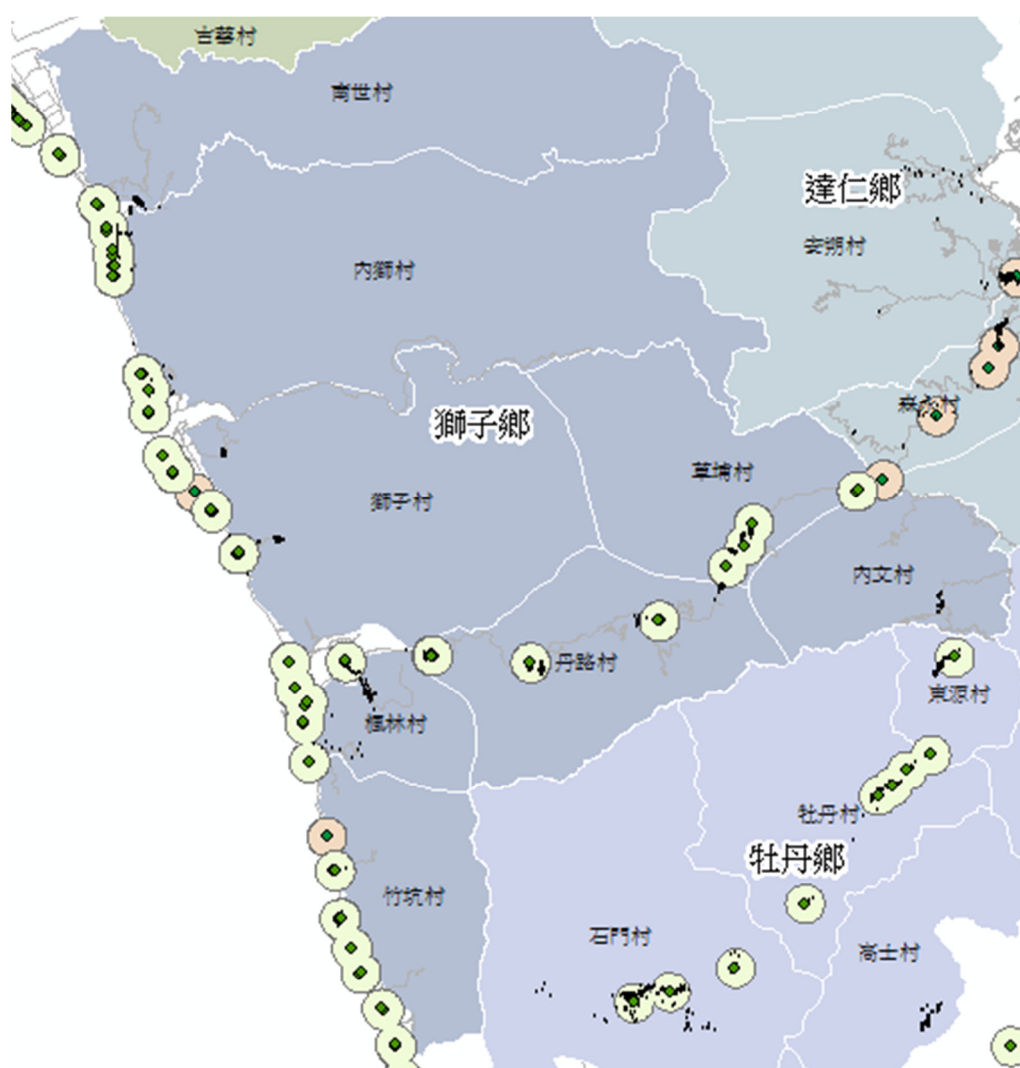 吉華村
南世村
達仁鄉
安朔村
內獅村
森永村
獅子鄉
草埔村
獅子村
內文村
丹路村
東源村
楓林村
牡丹村
牡丹鄉
竹坑村
石門村
高士村